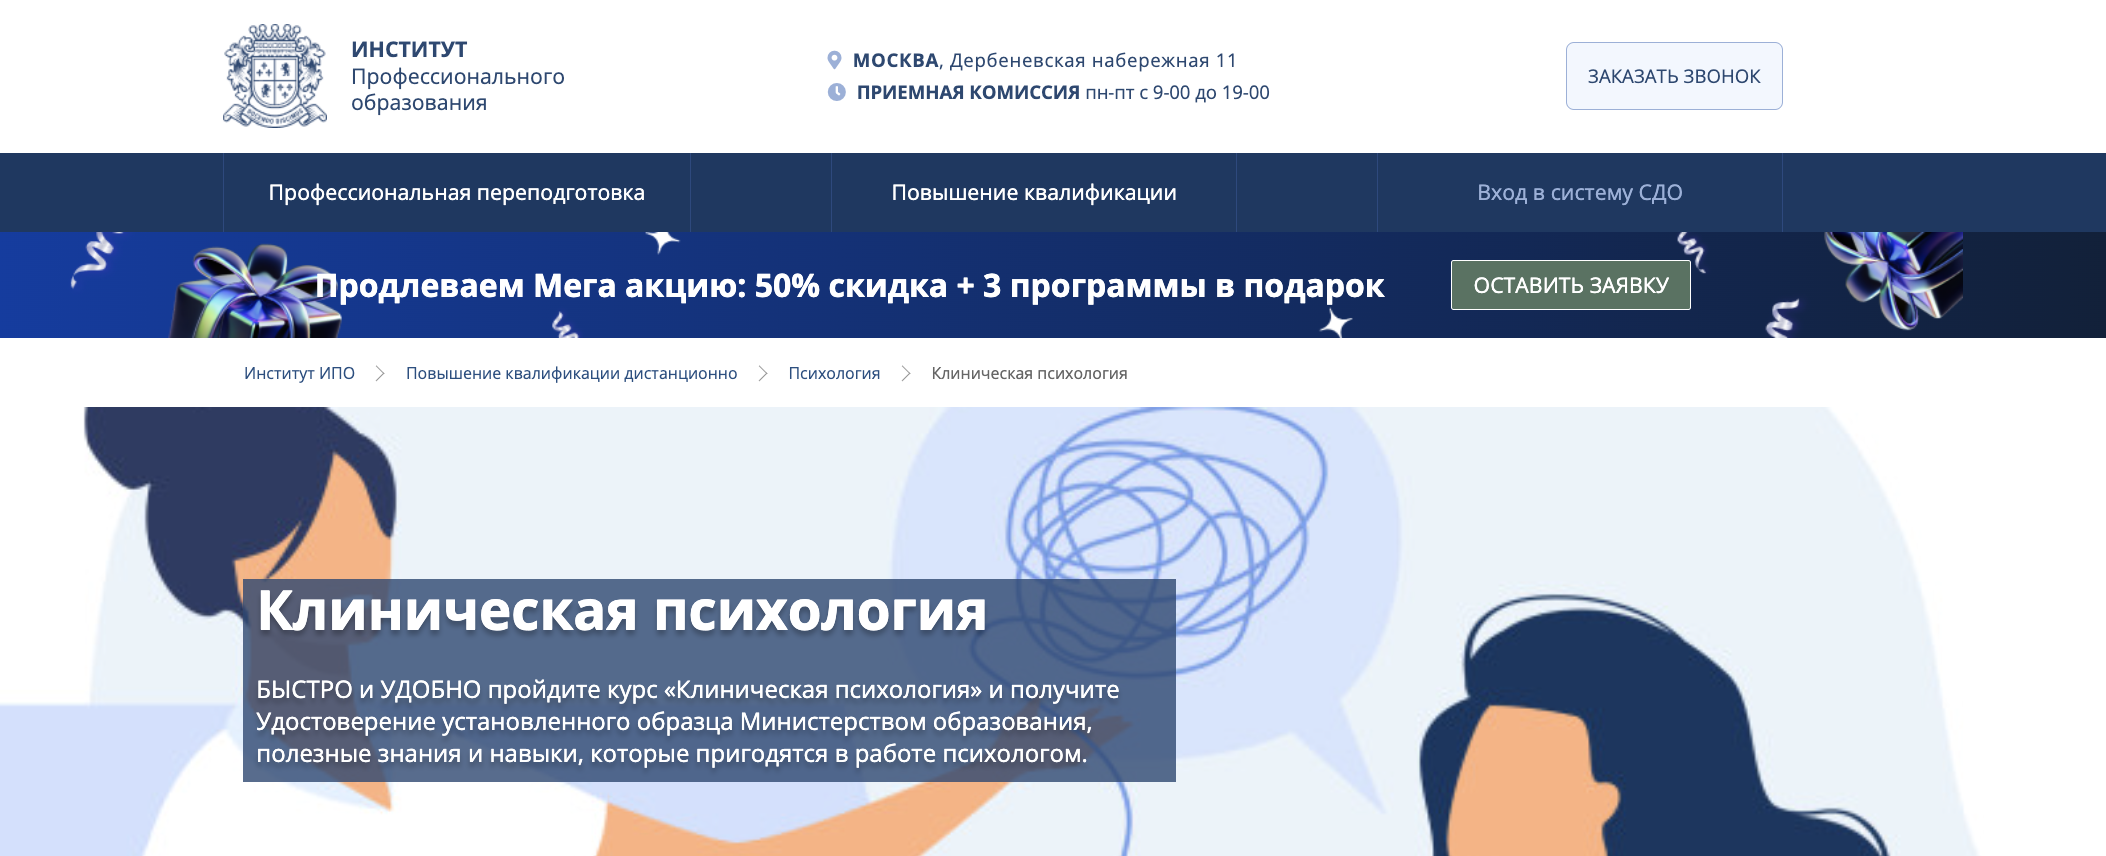 ИНСТИТУТ
Профессионального
образования
МОСКВА, Дербеневская набережная 11
ПРИЕМНАЯ КОМИССИЯ пн-пт с 9-00 до 19-00
ЗАКАЗАТЬ ЗВОНОК
Профессиональная переподготовка
Повышение квалификации
Вход в систему СДО
Продлеваем Мега акцию: 50% скидка + 3 программы в подарок
ОСТАВИТЬ ЗАЯВКУ
Институт ИПО
Повышение квалификации дистанционно
Психология
Клиническая психология
Клиническая психология
БЫСТРО и УДОБНО пройдите курс «Клиническая психология» и получите
Удостоверение установленного образца Министерством образования,
полезные знания и навыки, которые пригодятся в работе психологом.